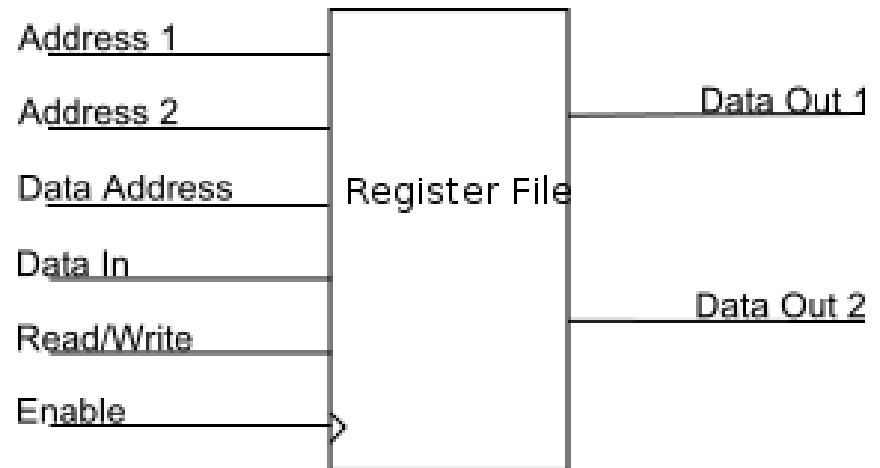 Address 1
Address 2
Data Address
Data In
Read/Write
Enable
Register File
Data Out 1
Data Out 2